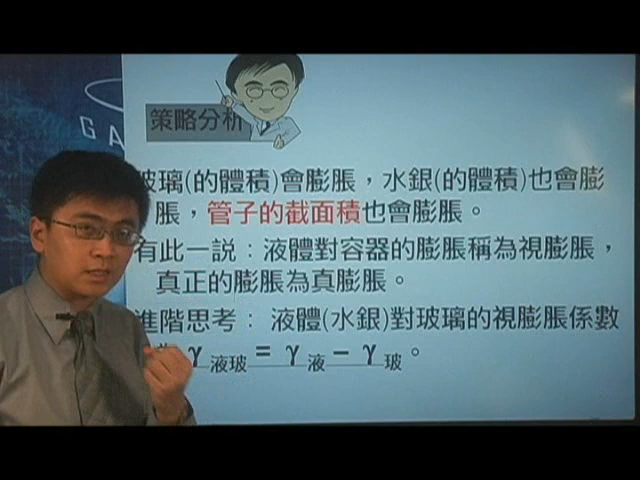 策略分析
玻璃(的體積)會膨脹，水銀(的體積)也會膨
脹，管子的截面積也會膨脹。
GA
有此一說：液體對容器的膨脹稱為視膨脹，
真正的膨脹為真膨脹。
進階思考： 液體(水銀)對玻璃的視膨脹係數
γ液玻 = γ液 − γ玻。